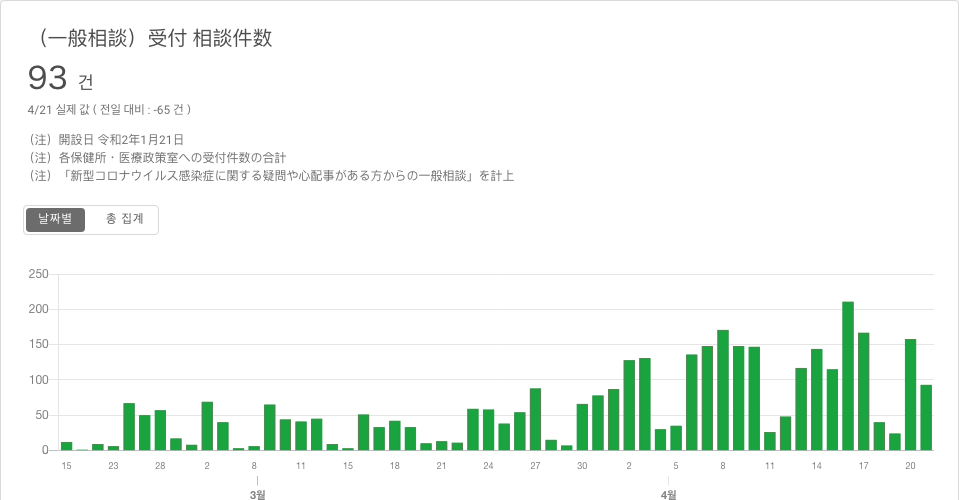 （一般相談）受付 相談件数
93 건
4/21 실제 값 ( 전일 대비 : -65 건 )
（注）開設日 令和2年1月21日
（注）各保健所・医療政策室への受付件数の合計
（注）「新型コロナウイルス感染症に関する疑問や心配事がある方からの一般相談」を計上
날짜별 총 집계
250
200
150
100
50
0
15 23 28 2 8 11 15 18 21 24 27 30 2 5 8 11 14 17 20
3월 4월